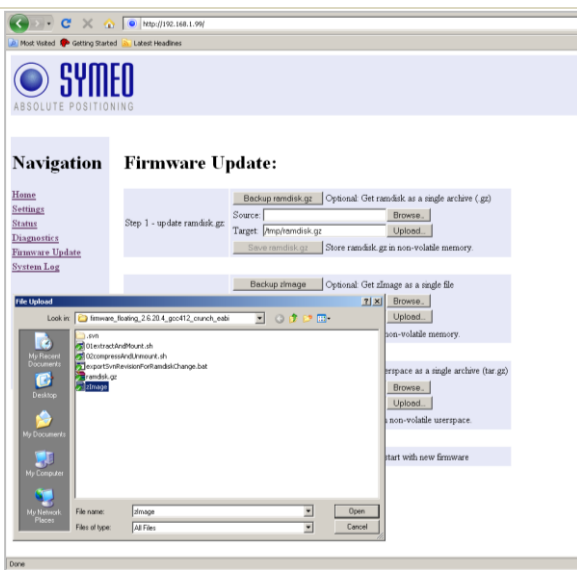 http://192.168.1.99/
Most Visited Getting Started Latest Headlines
SYMEO
ABSOLUTE POSITIONING
Navigation
Home
Settings
Status
Diagnostics
Firmware Update
System Log
Firmware Update:
Step 1 - update ramdisk.gz
Backup ramdisk.gz Optional: Get ramdisk as a single archive (.gz)
Source: Browse..
Target: /tmp/ramdisk.gz Upload...
Save ramdisk.gz Store ramdisk.gz in non-volatile memory.
Backup zImage Optional: Get zImage as a single file
Browse..
Upload...
non-volatile memory.
erspace as a single archive (tar.gz)
Browse..
Upload...
non-volatile userspace.
start with new firmware
File Upload
Look in: firmware_floating_2.6.20.4_gcc412_crunch_eabi
.svs
01extractAndMount.sh
02compressAndUnmount.sh
exportSvnRevisionForRamdiskChange.bat
ramdisk.gz
zImage
My Recent Documents
Desktop
My Documents
My Computer
My Network Places
File name: zImage Open
Files of type: All Files Cancel
Done